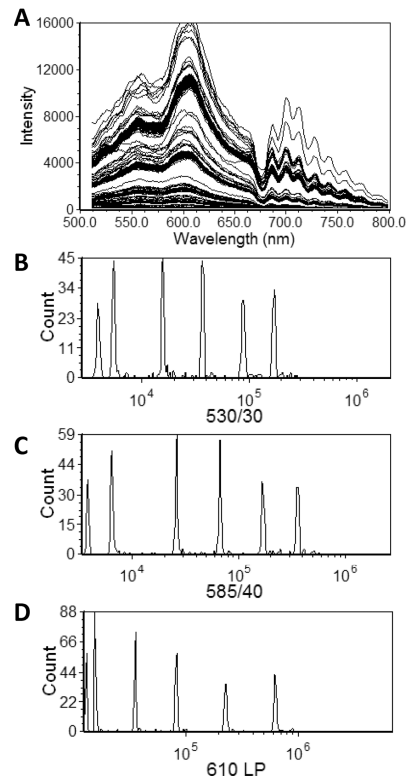 A
16000
12000
8000
4000
0
Intensity
500.0 550.0 600.0 650.0 700.0 750.0 800.0
Wavelength (nm)
B
45
34
23
11
0
Count
10^4 10^5 10^6
530/30
C
59
44
30
15
0
Count
10^4 10^5 10^6
585/40
D
88
66
44
22
0
Count
10^5 10^6
610 LP